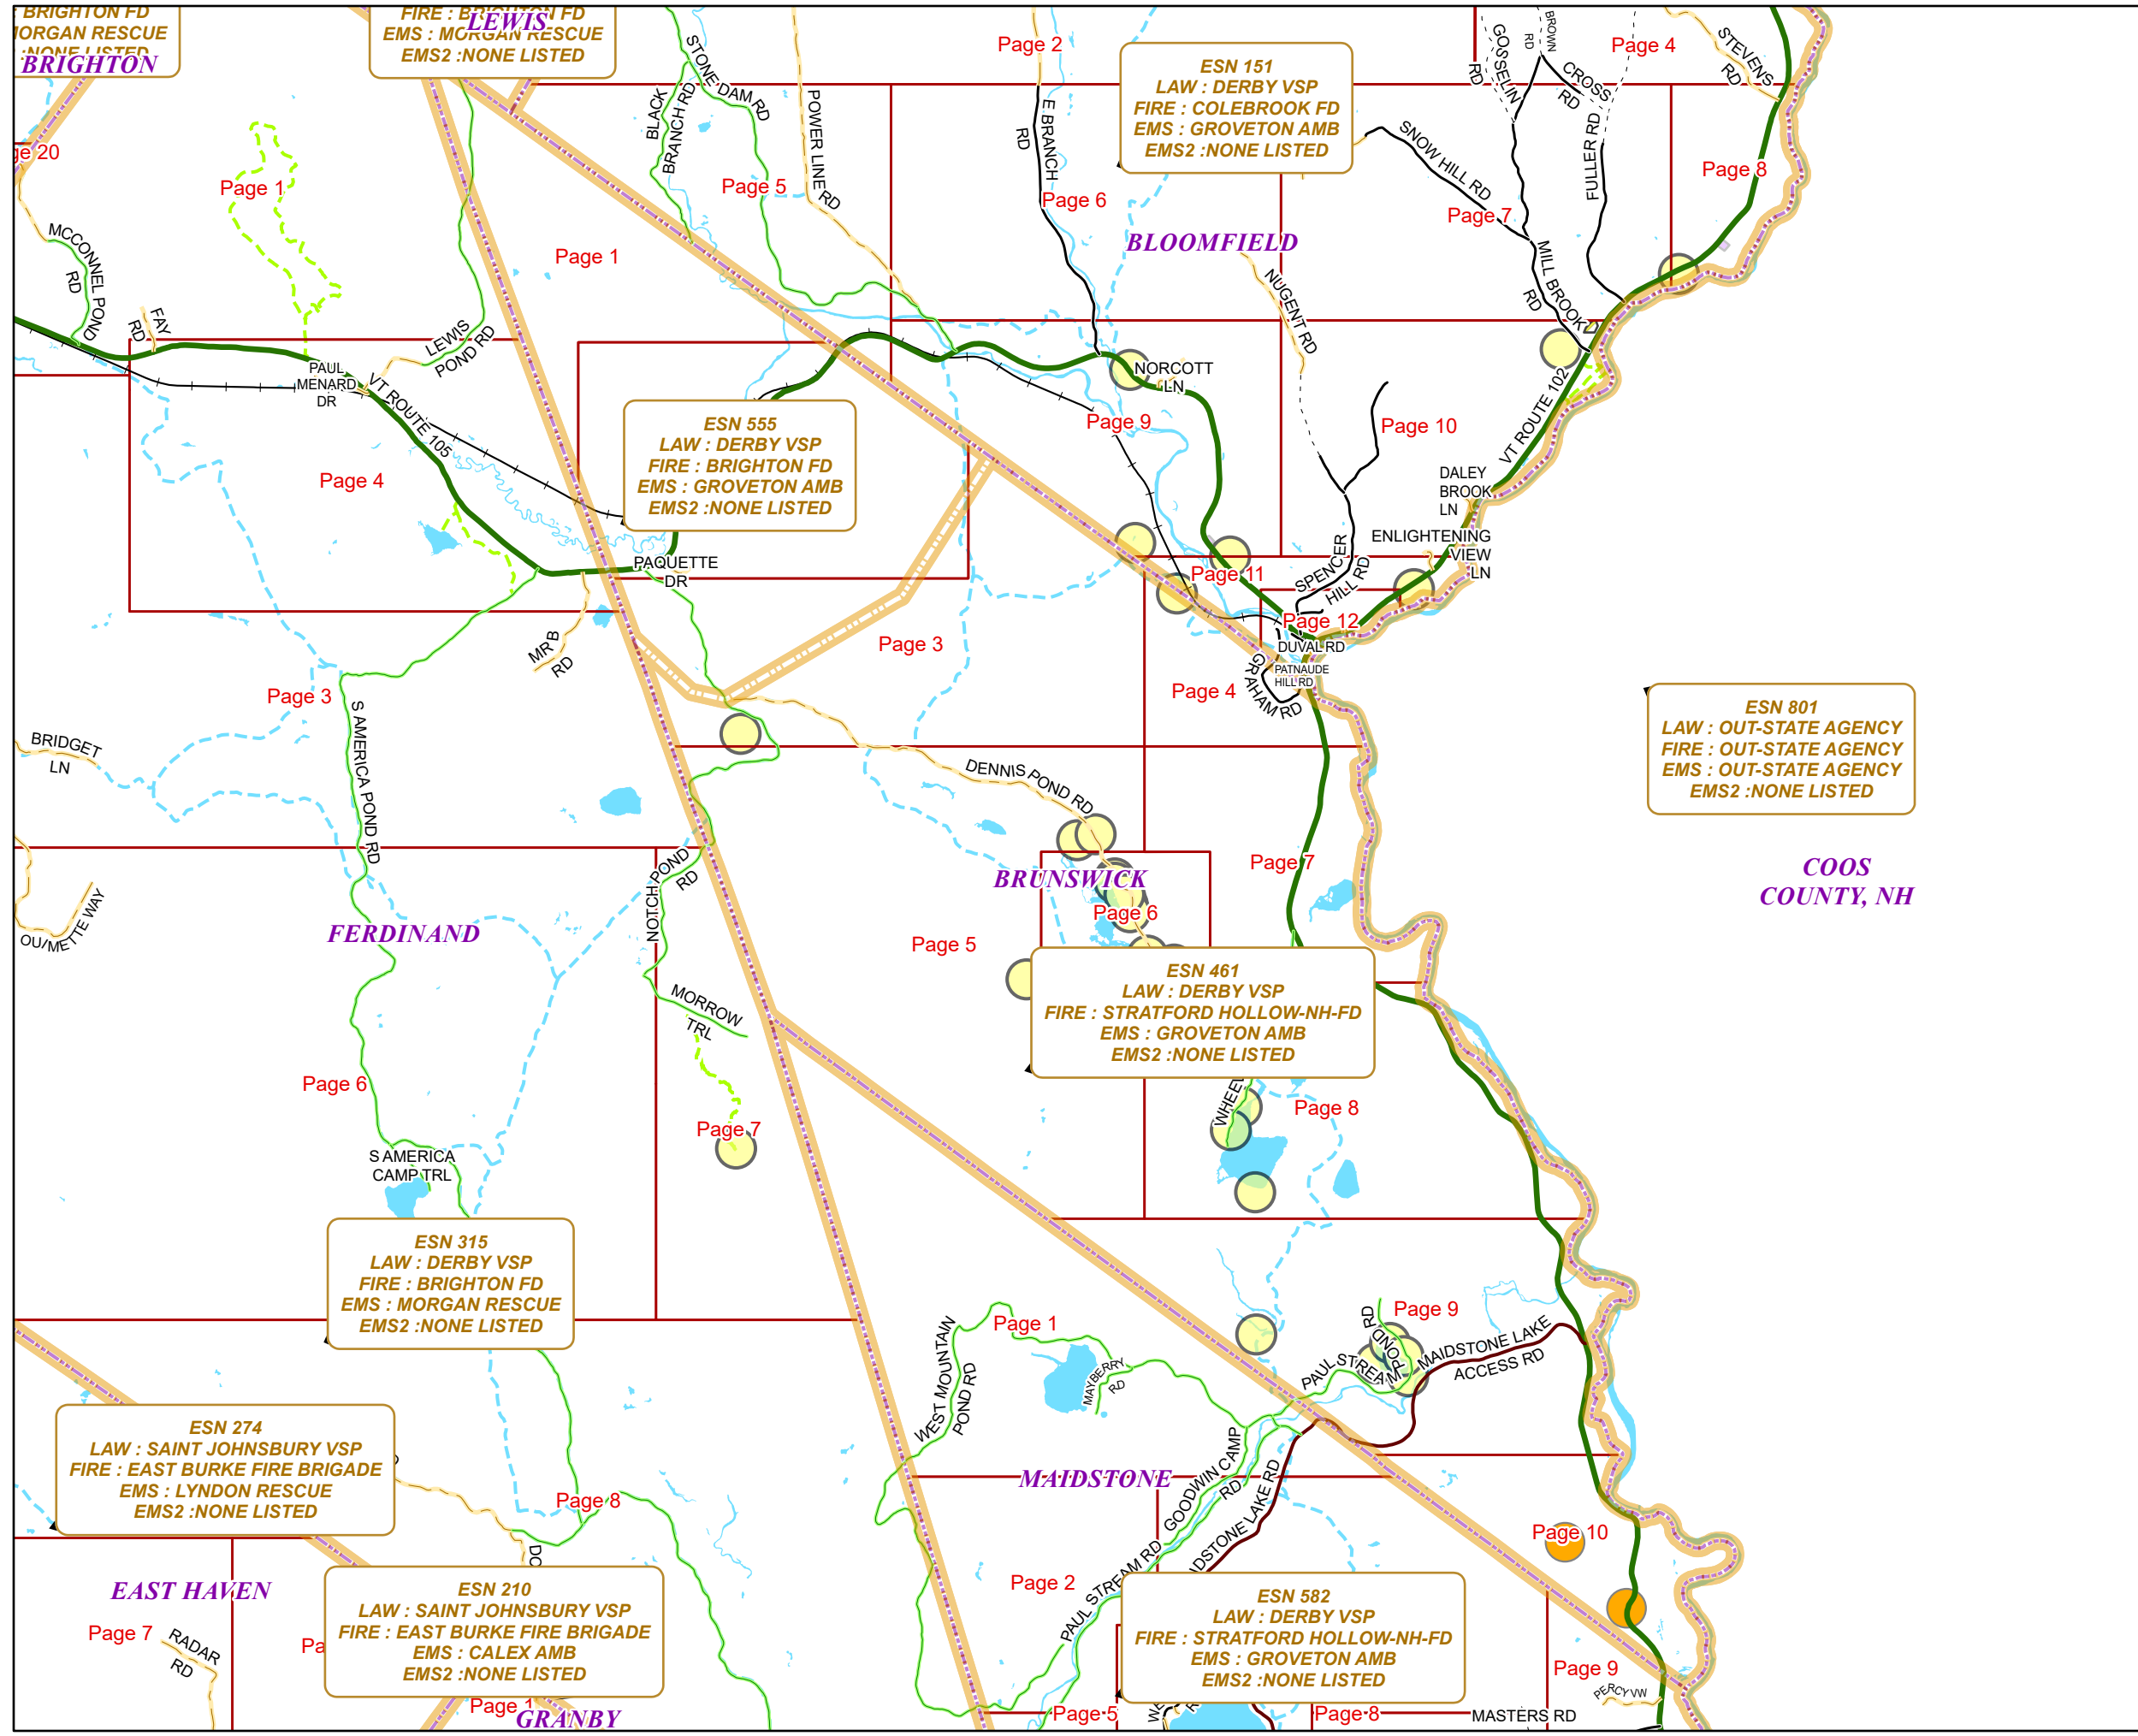 BRIGHTON FD
MORGAN RESCUE
:NONE LISTED
BRIGHTON
FIRE : BRIGHTON FD
LEWIS
EMS : MORGAN RESCUE
EMS2 :NONE LISTED
Page 2
Page 4
STEVENS
RD
BROWN
RD
GOSSELIN
RD
CROSS
RD
ESN 151
LAW : DERBY VSP
FIRE : COLEBROOK FD
EMS : GROVETON AMB
EMS2 :NONE LISTED
STONE DAM RD
BLACK
BRANCH RD
POWER LINE
RD
E BRANCH
RD
SNOW HILL RD
FULLER RD
Page 20
Page 1
Page 5
Page 6
Page 7
Page 8
MCCONNEL POND
RD
Page 1
BLOOMFIELD
NUGENT RD
MILL BROOK
RD
FAY
RD
LEWIS
POND RD
PAUL
MENARD
DR
VT ROUTE 105
NORCOTT
LN
VT ROUTE 102
Page 9
Page 10
ESN 555
LAW : DERBY VSP
FIRE : BRIGHTON FD
EMS : GROVETON AMB
EMS2 :NONE LISTED
Page 4
DALEY
BROOK
LN
ENLIGHTENING
VIEW
LN
PAQUETTE
DR
SPENCER
HILL RD
Page 11
Page 12
DUVAL RD
PATNAUDE
HILL RD
GRAHAM RD
MR B
RD
Page 3
Page 3
Page 4
S AMERICA POND RD
BRIDGET
LN
ESN 801
LAW : OUT-STATE AGENCY
FIRE : OUT-STATE AGENCY
EMS : OUT-STATE AGENCY
EMS2 :NONE LISTED
DENNIS POND RD
COOS
COUNTY, NH
NOTCH POND
RD
BRUNSWICK
Page 7
Page 6
OUIMETTE WAY
FERDINAND
Page 5
ESN 461
LAW : DERBY VSP
FIRE : STRATFORD HOLLOW-NH-FD
EMS : GROVETON AMB
EMS2 :NONE LISTED
MORROW
TRL
Page 6
Page 7
Page 8
S AMERICA
CAMP TRL
ESN 315
LAW : DERBY VSP
FIRE : BRIGHTON FD
EMS : MORGAN RESCUE
EMS2 :NONE LISTED
Page 1
Page 9
WEST MOUNTAIN
POND RD
MAYBERRY
RD
POND RD
PAUL STREAM
MAIDSTONE LAKE
ACCESS RD
ESN 274
LAW : SAINT JOHNSBURY VSP
FIRE : EAST BURKE FIRE BRIGADE
EMS : LYNDON RESCUE
EMS2 :NONE LISTED
MAIDSTONE
GOODWIN CAMP
RD
Page 8
Page 10
PAUL STREAM RD
EAST HAVEN
Page 7
RADAR
RD
Page 2
ESN 210
LAW : SAINT JOHNSBURY VSP
FIRE : EAST BURKE FIRE BRIGADE
EMS : CALEX AMB
EMS2 :NONE LISTED
ESN 582
LAW : DERBY VSP
FIRE : STRATFORD HOLLOW-NH-FD
EMS : GROVETON AMB
EMS2 :NONE LISTED
Page 9
PERCY VW
Page 1
GRANBY
Page 5
Page 8
MASTERS RD